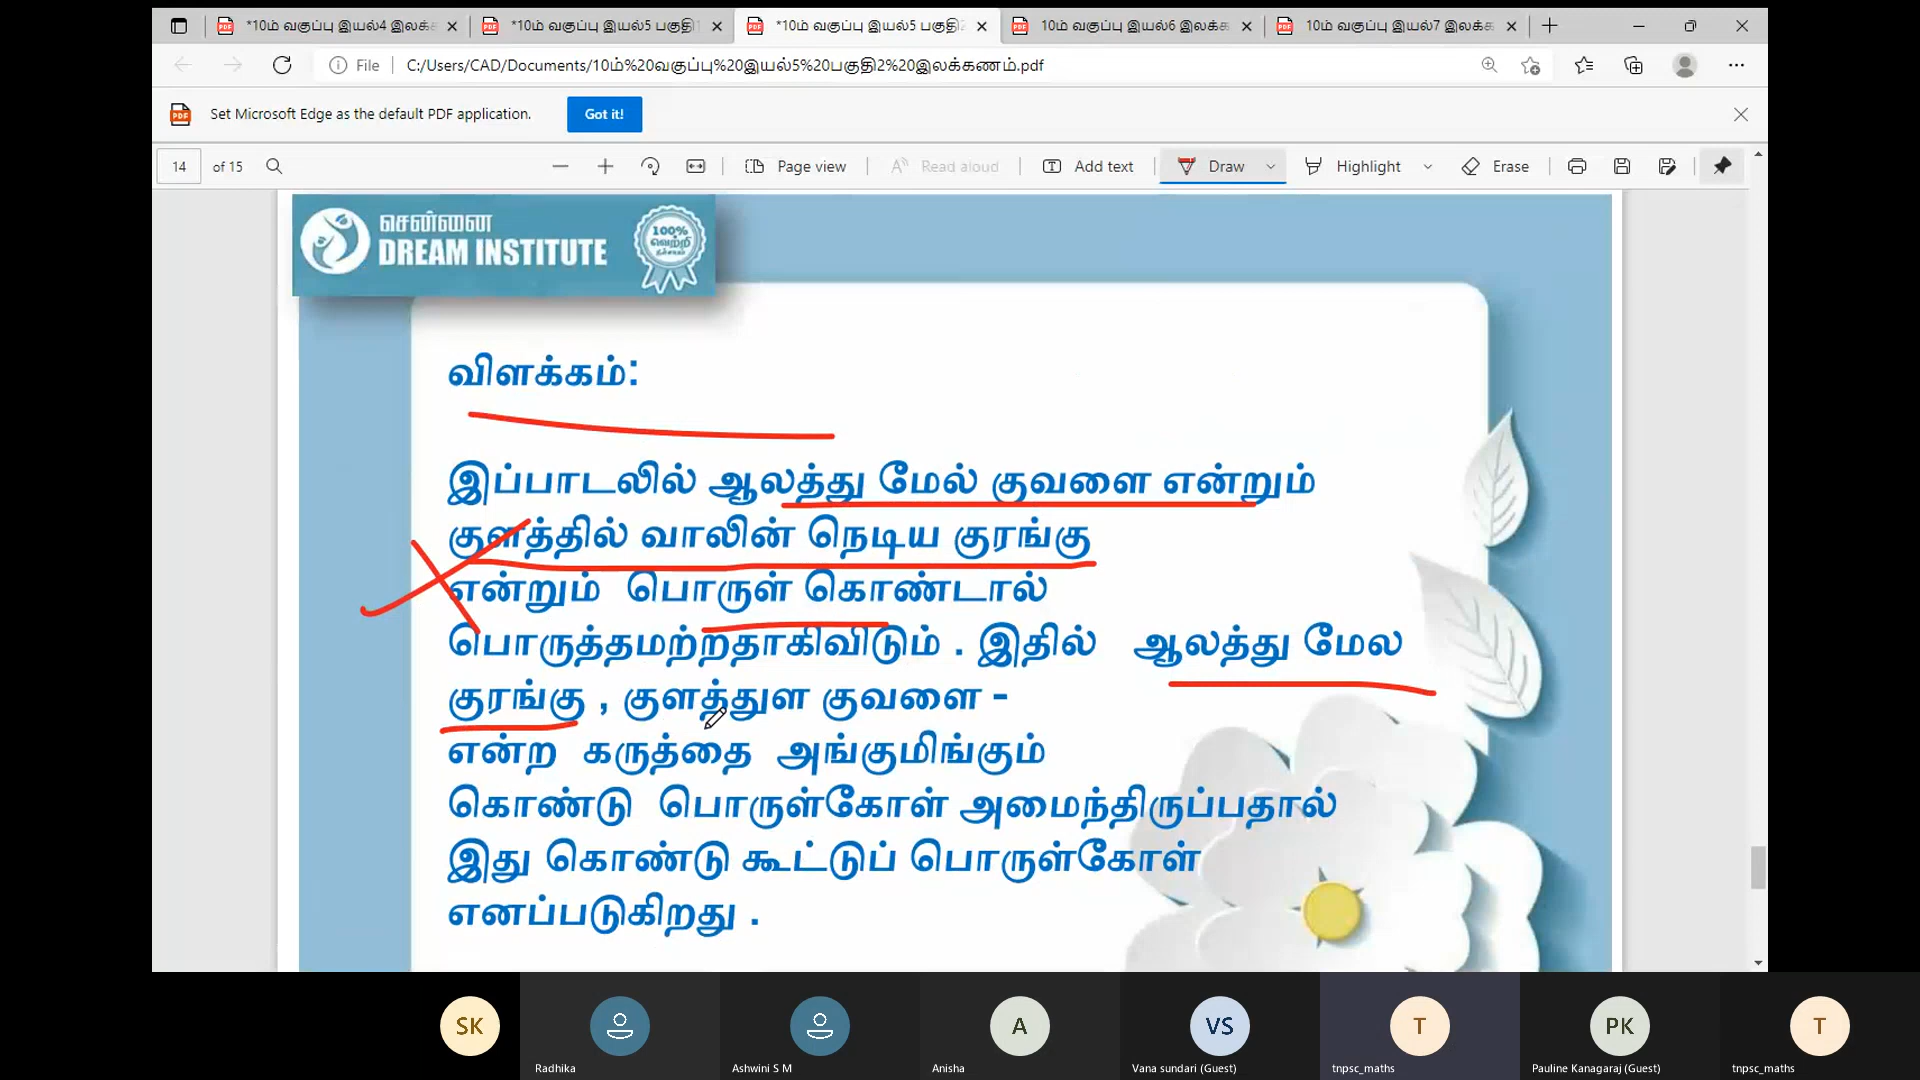 *10ம் வகுப்பு இயல்4 இலக்க
*10ம் வகுப்பு இயல்5 பகுதி1
*10ம் வகுப்பு இயல்5 பகுதி2
10ம் வகுப்பு இயல்6 இலக்க
10ம் வகுப்பு இயல்7 இலக்க
File C:/Users/CAD/Documents/10ம்%20வகுப்பு%20இயல்5%20பகுதி2%20இலக்கணம்.pdf
Set Microsoft Edge as the default PDF application. Got it!
14 of 15 Page view Read aloud Add text Draw Highlight Erase
சென்னை
DREAM INSTITUTE
100%
வெற்றி
விளக்கம்:
இப்பாடலில் ஆலத்து மேல் குவளை என்றும்
குளத்தில் வாலின் நெடிய குரங்கு
என்றும் பொருள் கொண்டால்
பொருத்தமற்றதாகிவிடும் . இதில் ஆலத்து மேல
குரங்கு , குளத்துள குவளை -
என்ற கருத்தை அங்குமிங்கும்
கொண்டு பொருள்கோள் அமைந்திருப்பதால்
இது கொண்டு கூட்டுப் பொருள்கோள்
எனப்படுகிறது .
SK
A
VS
T
PK
T
Radhika
Ashwini S M
Anisha
Vana sundari (Guest)
tnpsc_maths
Pauline Kanagaraj (Guest)
tnpsc_maths